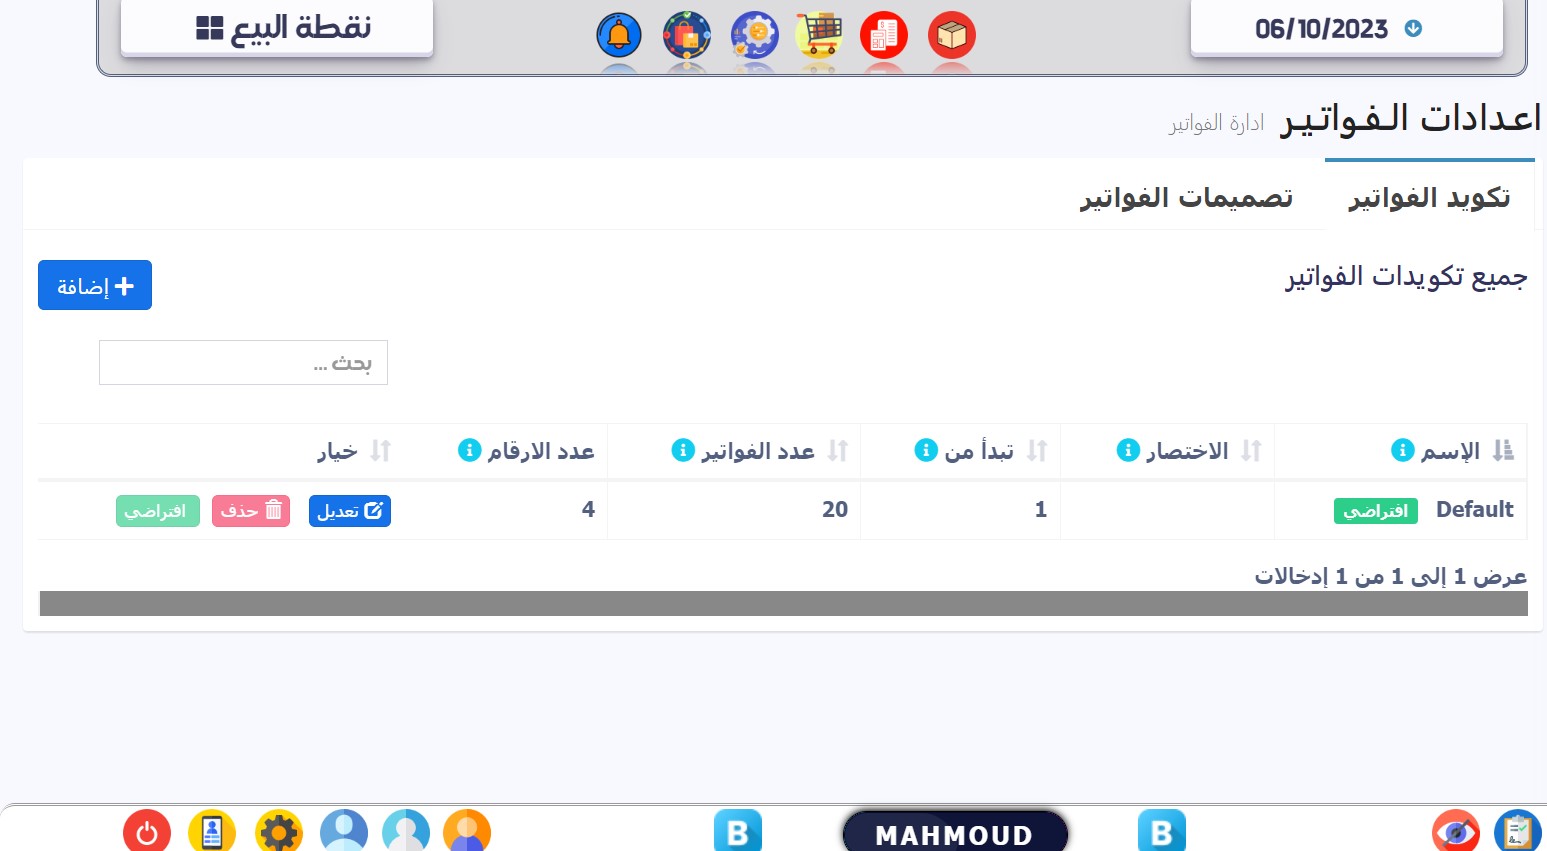 06/10/2023
نقطة البيع
اعدادات الفواتير ادارة الفواتير
تكويد الفواتير
تصميمات الفواتير
جميع تكويدات الفواتير
إضافة
بحث ...
الإسم الاختصار تبدأ من عدد الفواتير عدد الارقام خيار
Default افتراضي 1 20 4 تعديل حذف افتراضي
عرض 1 إلى 1 من 1 إدخالات
B MAHMOUD B